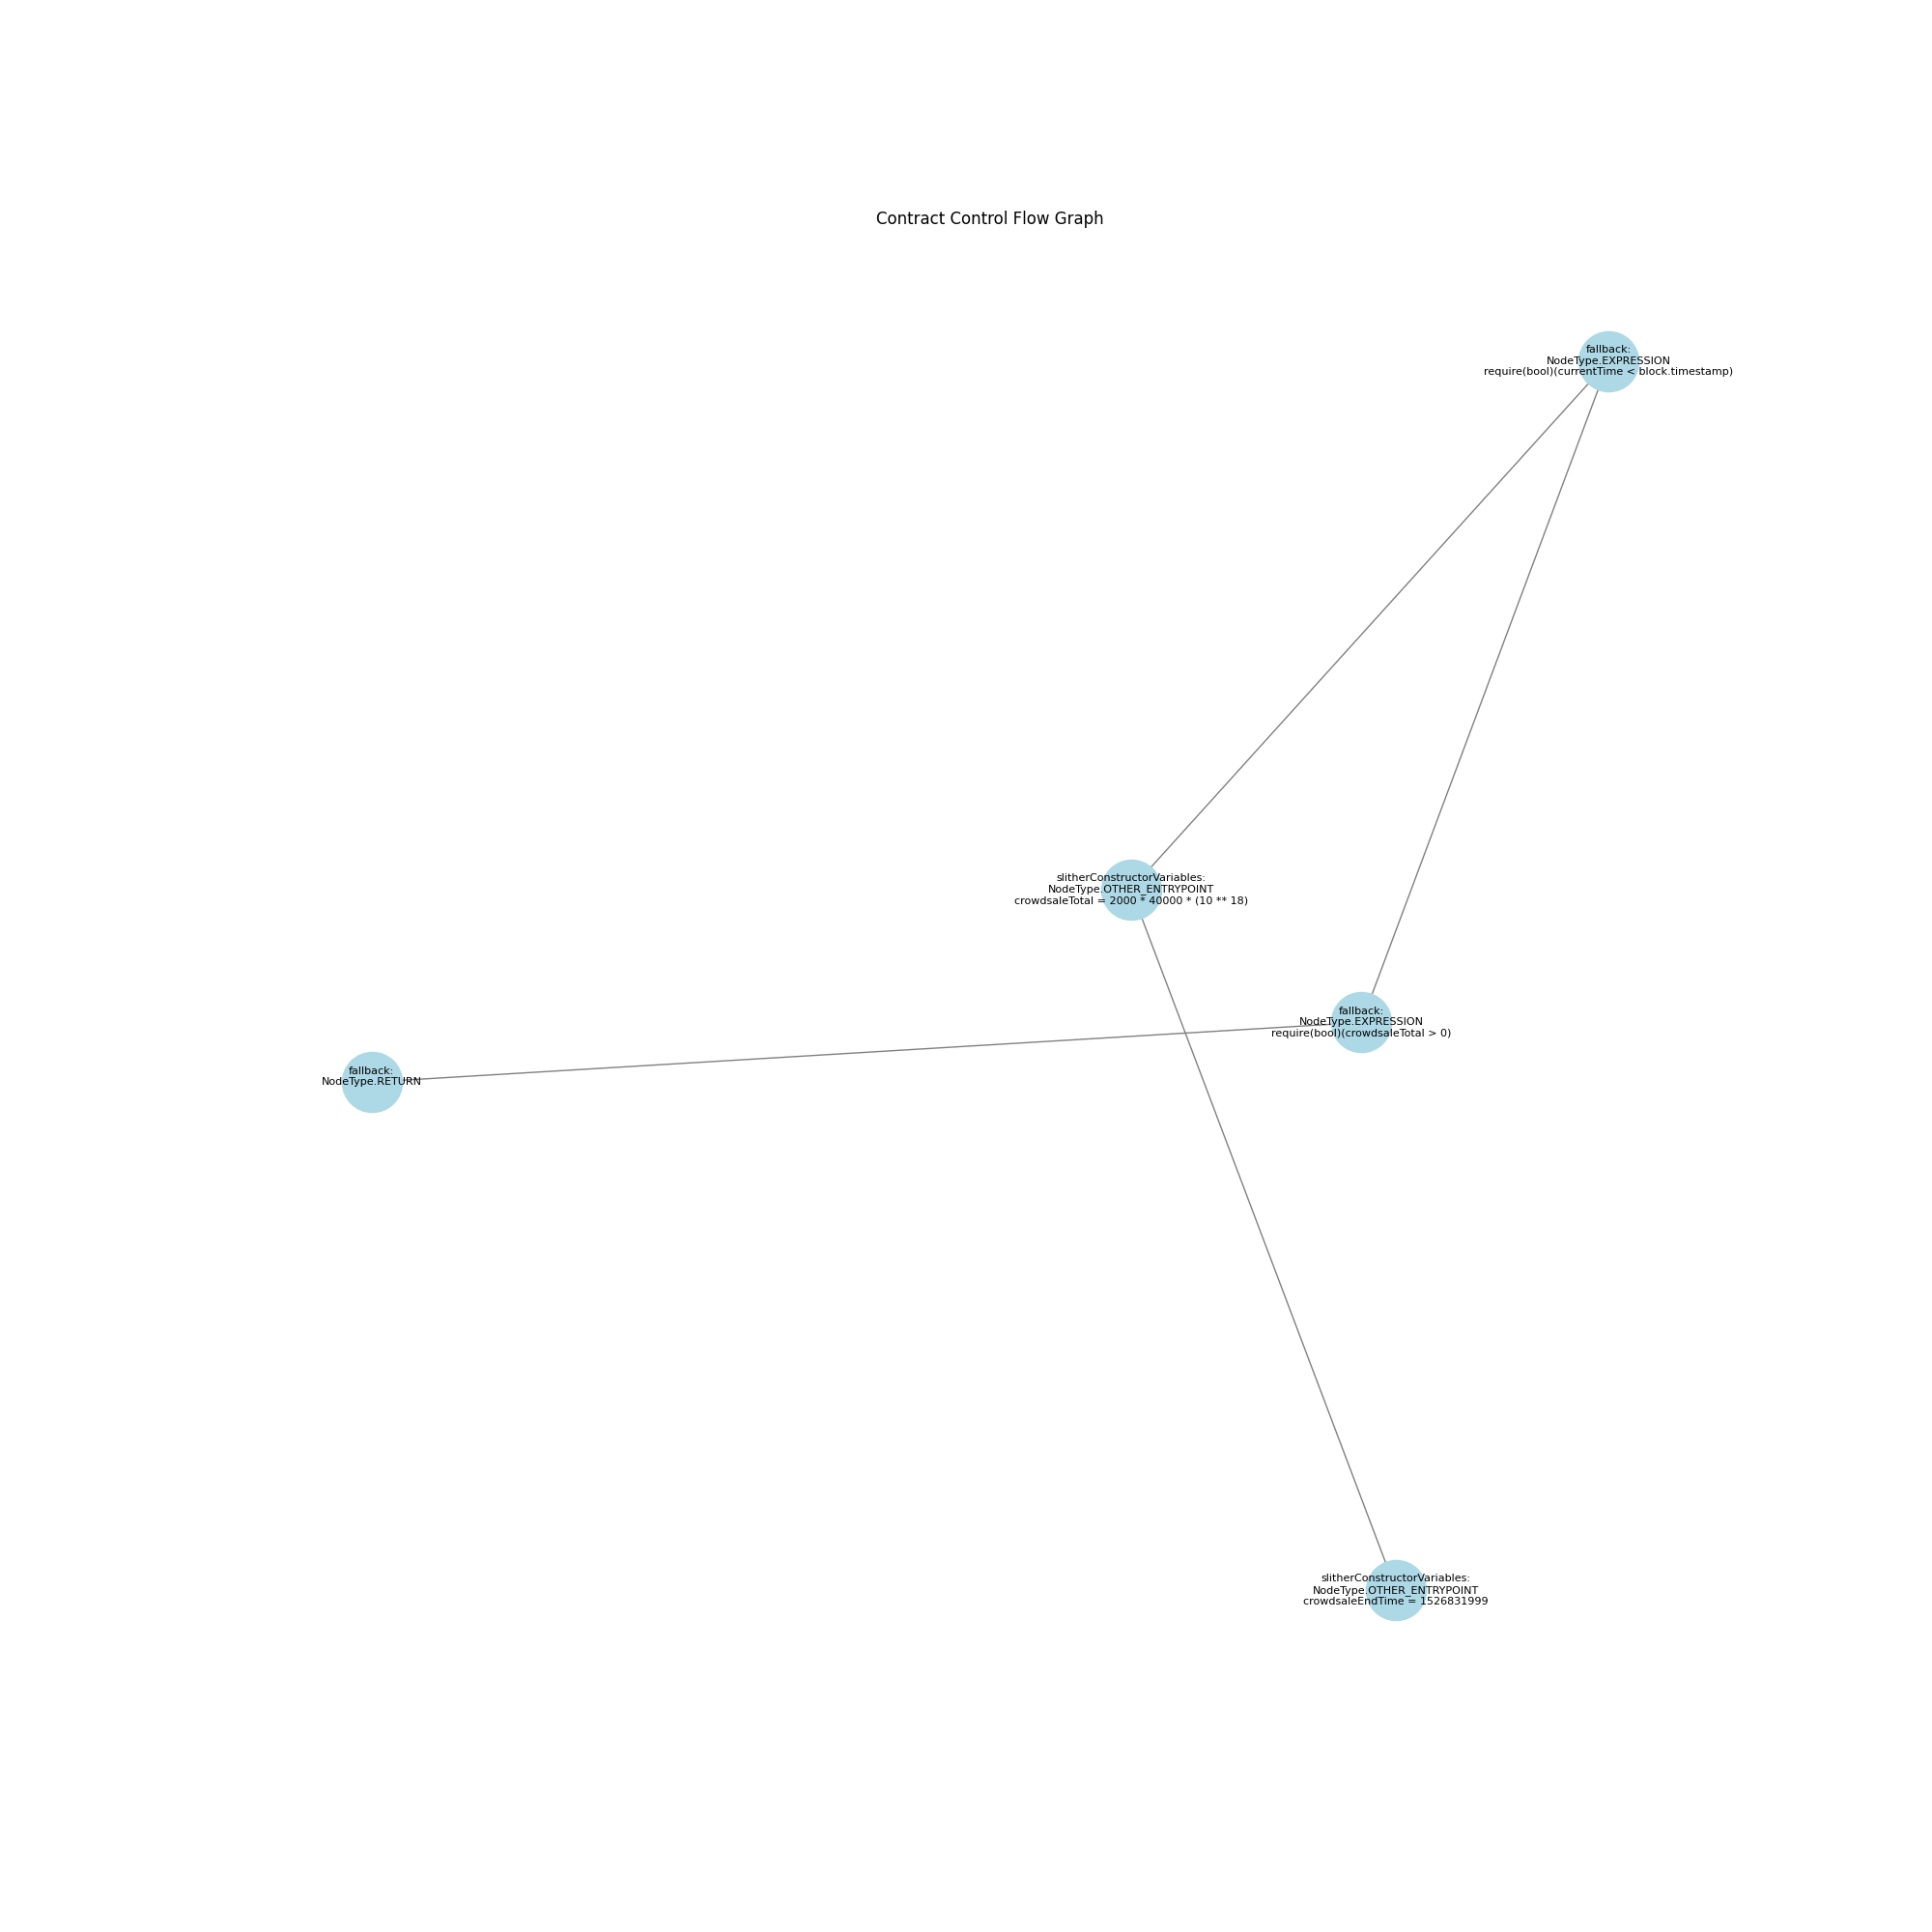 Contract Control Flow Graph
fallback:
NodeType.EXPRESSION
require(bool)(currentTime < block.timestamp)
slitherConstructorVariables:
NodeType.OTHER_ENTRYPOINT
crowdsaleTotal = 2000 * 40000 * (10 ** 18)
fallback:
NodeType.EXPRESSION
require(bool)(crowdsaleTotal > 0)
fallback:
NodeType.RETURN
slitherConstructorVariables:
NodeType.OTHER_ENTRYPOINT
crowdsaleEndTime = 1526831999